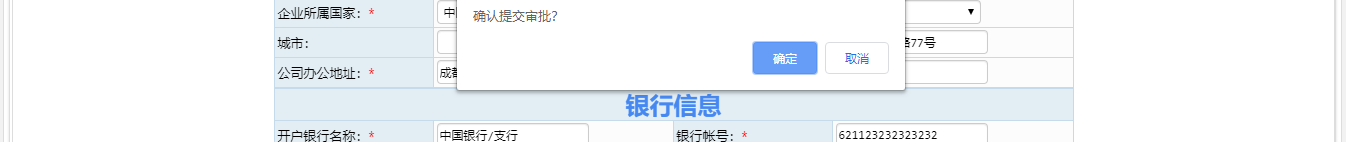 企业所属国家: * 中 ▼
确认提交审批?
城市: 77号
确定 取消
公司办公地址: * 成都
银行信息
开户银行名称: * 中国银行/支行 银行帐号: * 621123232323232